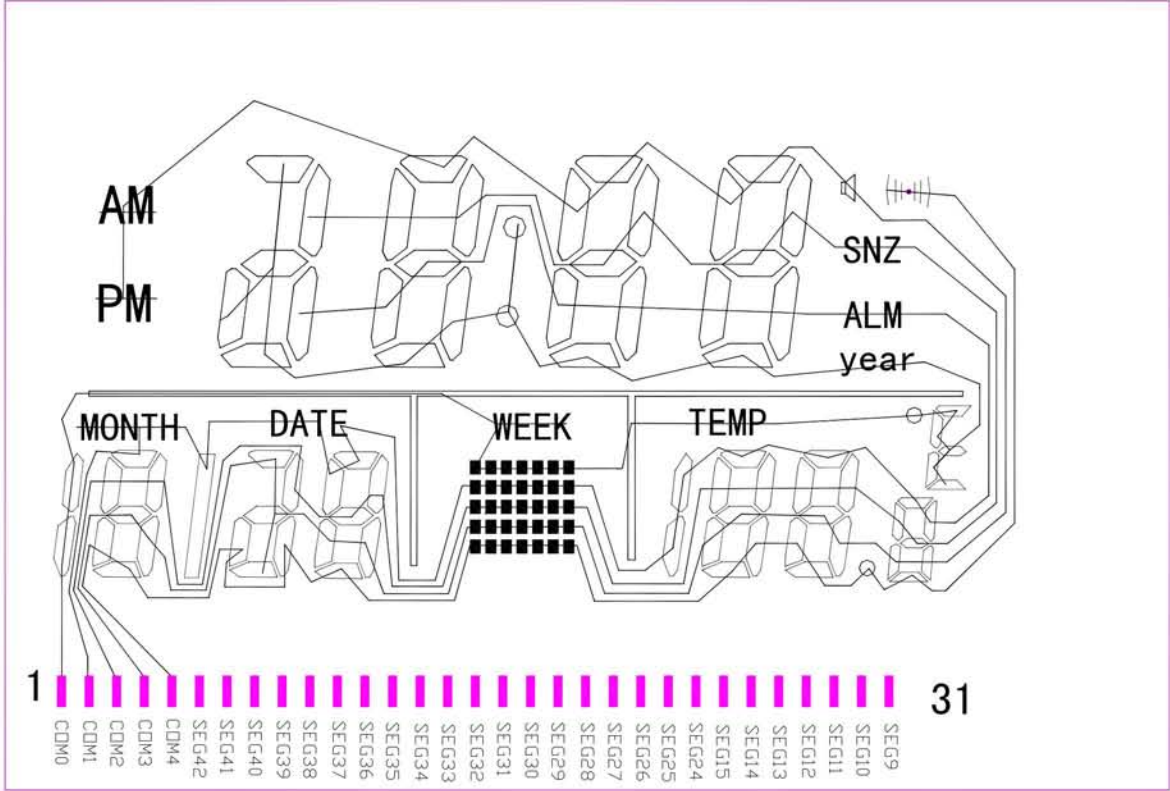 AM
PM
SNZ
ALM
year
MONTH DATE WEEK TEMP
1 31
COM0 COM1 COM2 COM3 COM4 SEG42 SEG41 SEG40 SEG39 SEG38 SEG37 SEG36 SEG35 SEG34 SEG33 SEG32 SEG31 SEG30 SEG29 SEG28 SEG27 SEG26 SEG25 SEG24 SEG15 SEG14 SEG13 SEG12 SEG11 SEG10 SEG9